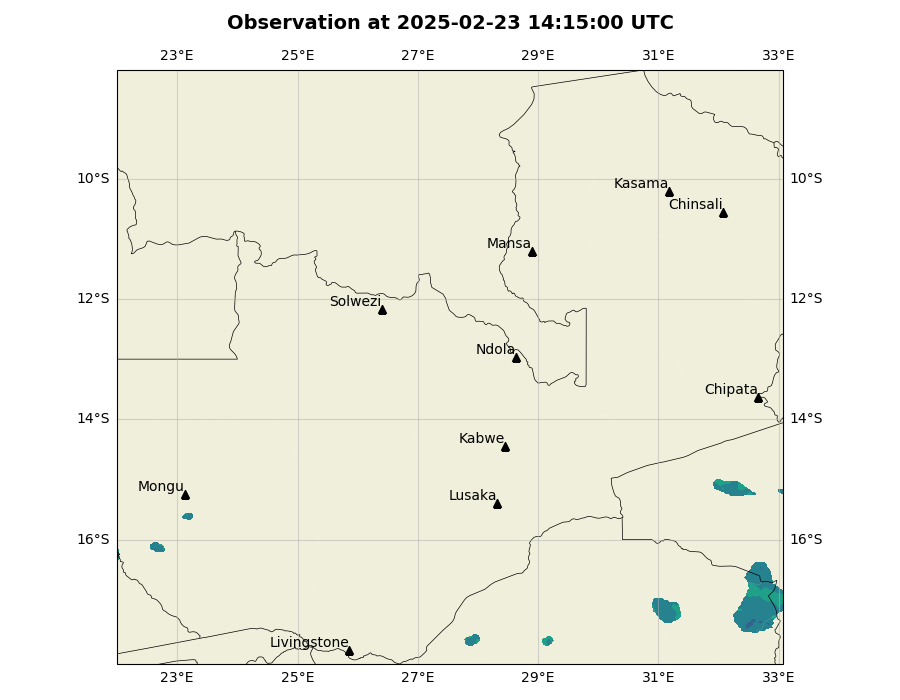 Observation at 2025-02-23 14:15:00 UTC
23°E 25°E 27°E 29°E 31°E 33°E
10°S 10°S
Kasama
Chinsali
Mansa
12°S 12°S
Solwezi
Ndola
Chipata
14°S 14°S
Kabwe
Mongu
Lusaka
16°S 16°S
Livingstone
23°E 25°E 27°E 29°E 31°E 33°E